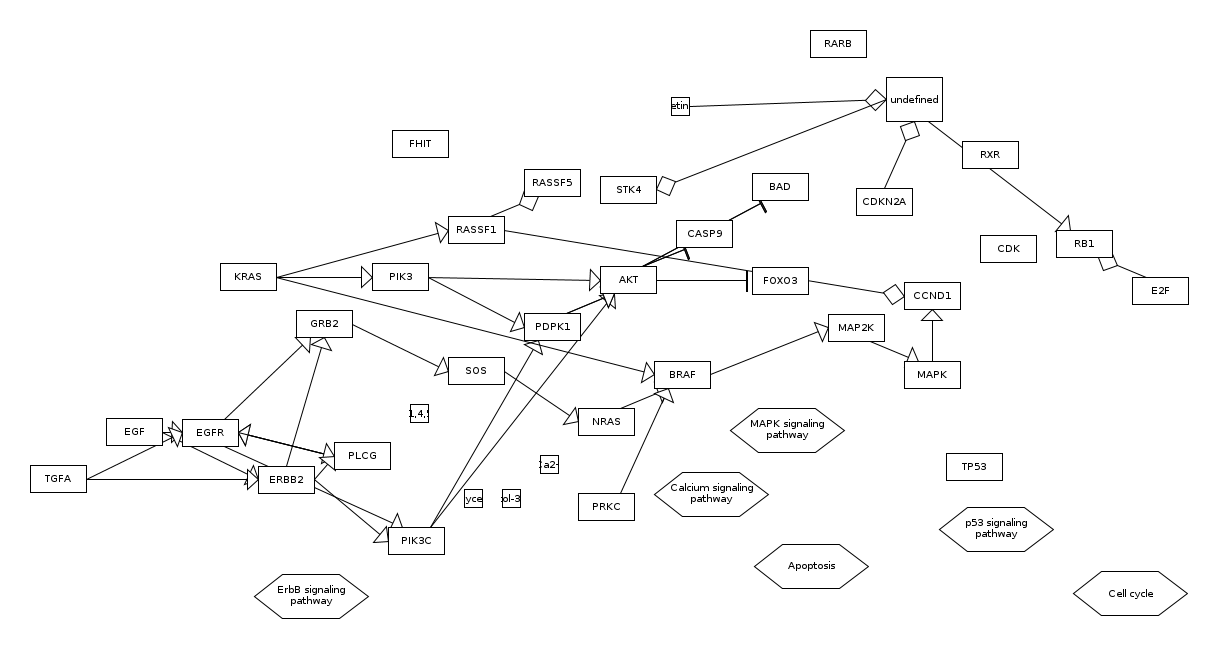 RARB
undefined
etin
FHIT
RXR
RASSF5
STK4
BAD
CDKN2A
RASSF1
CASP9
CDK
RB1
KRAS
PIK3
AKT
FOXO3
E2F
CCND1
GRB2
PDPK1
MAP2K
SOS
BRAF
MAPK
1,4,5
NRAS
MAPK signaling
pathway
EGF
EGFR
PLCG
TGFA
ERBB2
Ca2+
TP53
yce
ol-3
PRKC
Calcium signaling
pathway
p53 signaling
pathway
PIK3C
Apoptosis
ErbB signaling
pathway
Cell cycle